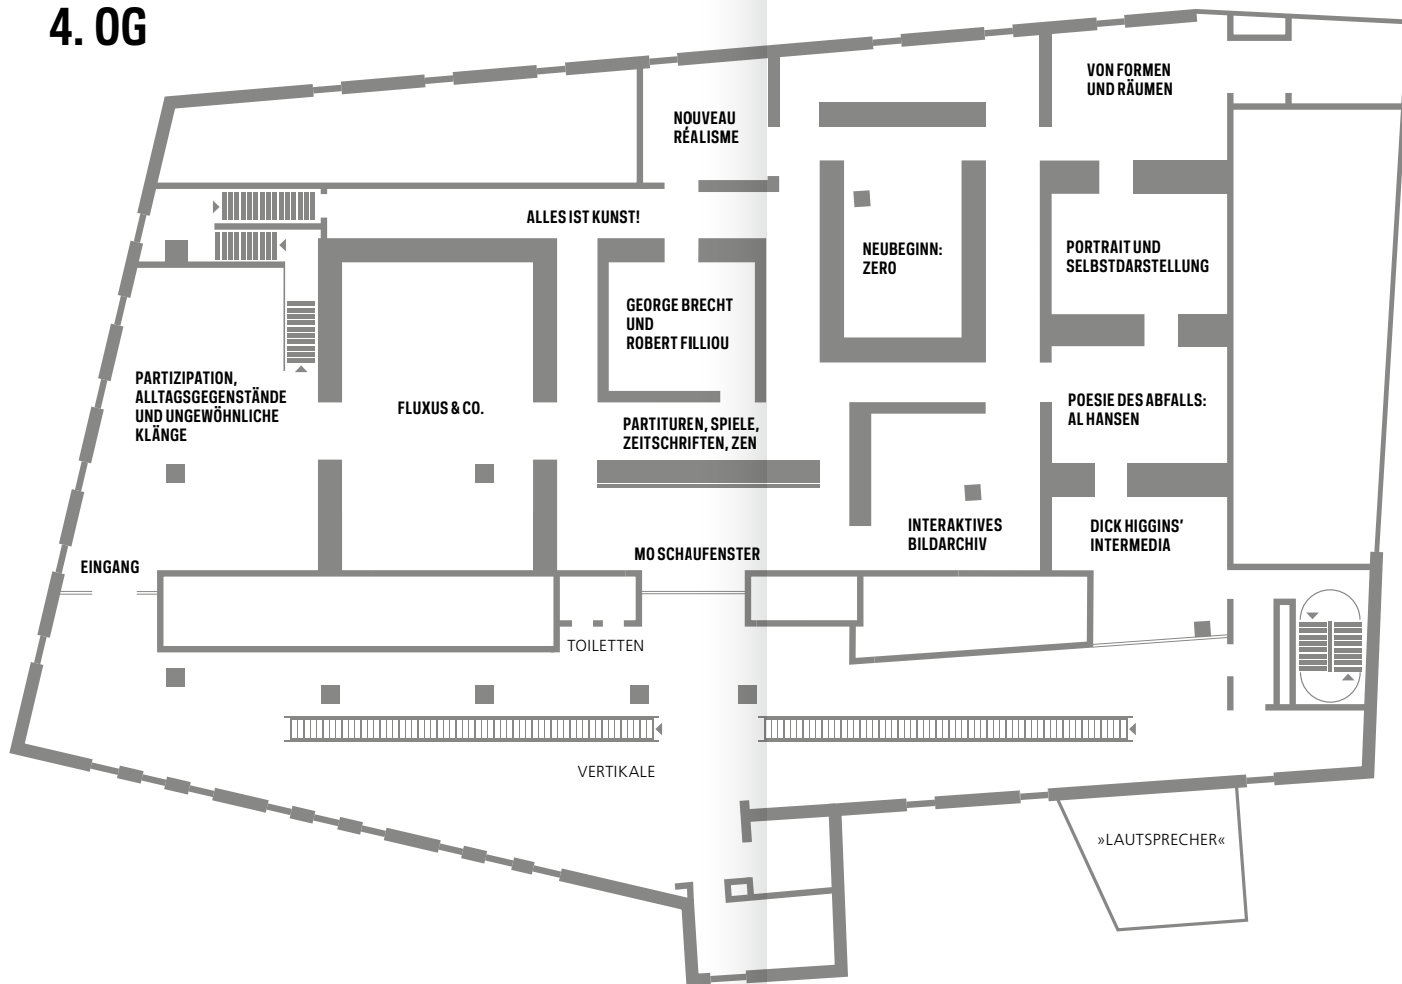 4. OG
VON FORMEN
UND RÄUMEN
NOUVEAU
RÉALISME
ALLES IST KUNST!
NEUBEGINN:
ZERO
PORTRAIT UND
SELBSTDARSTELLUNG
GEORGE BRECHT
UND
ROBERT FILLIOU
PARTIZIPATION,
ALLTAGSGEGENSTÄNDE
UND UNGEWÖHNLICHE
KLÄNGE
FLUXUS & CO.
PARTITUREN, SPIELE,
ZEITSCHRIFTEN, ZEN
POESIE DES ABFALLS:
AL HANSEN
INTERAKTIVES
BILDARCHIV
DICK HIGGINS'
INTERMEDIA
MO SCHAUFENSTER
EINGANG
TOILETTEN
VERTIKALE
»LAUTSPRECHER«